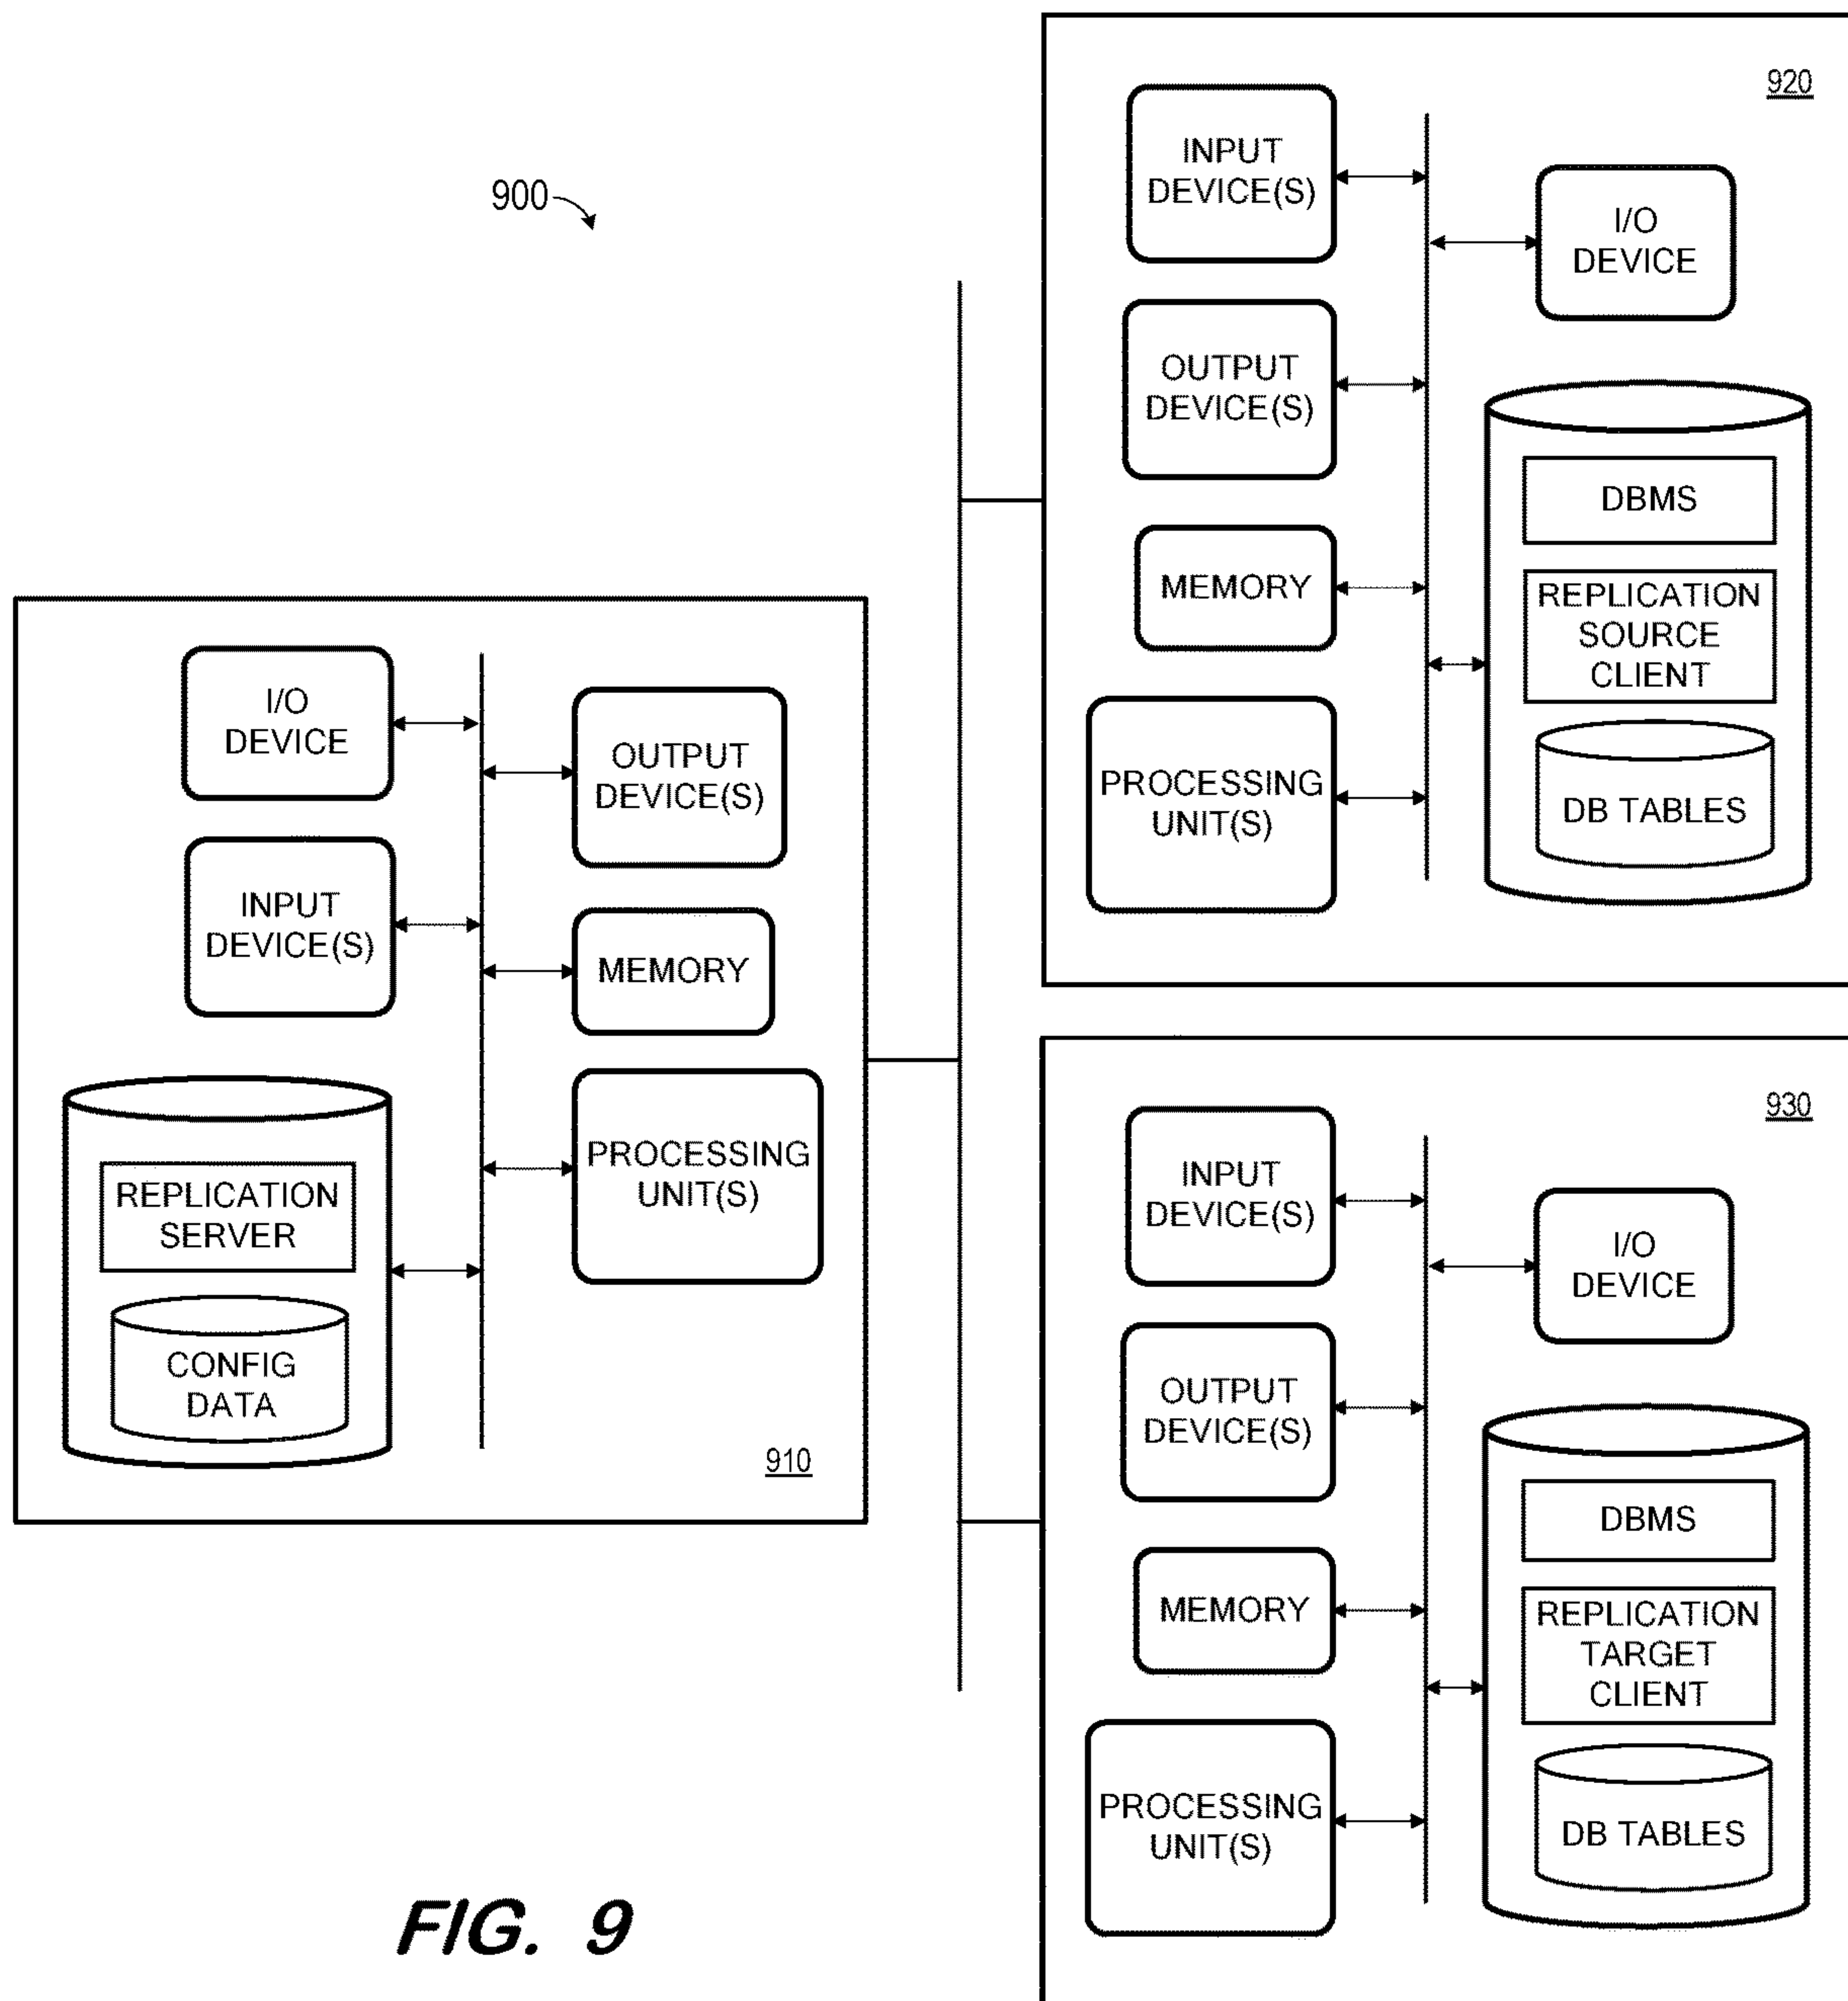 900
I/O
DEVICE
OUTPUT
DEVICE(S)
INPUT
DEVICE(S)
MEMORY
PROCESSING
UNIT(S)
REPLICATION
SERVER
CONFIG
DATA
910
920
INPUT
DEVICE(S)
I/O
DEVICE
OUTPUT
DEVICE(S)
DBMS
MEMORY
REPLICATION
SOURCE
CLIENT
PROCESSING
UNIT(S)
DB TABLES
930
INPUT
DEVICE(S)
I/O
DEVICE
OUTPUT
DEVICE(S)
DBMS
MEMORY
REPLICATION
TARGET
CLIENT
PROCESSING
UNIT(S)
DB TABLES
FIG. 9